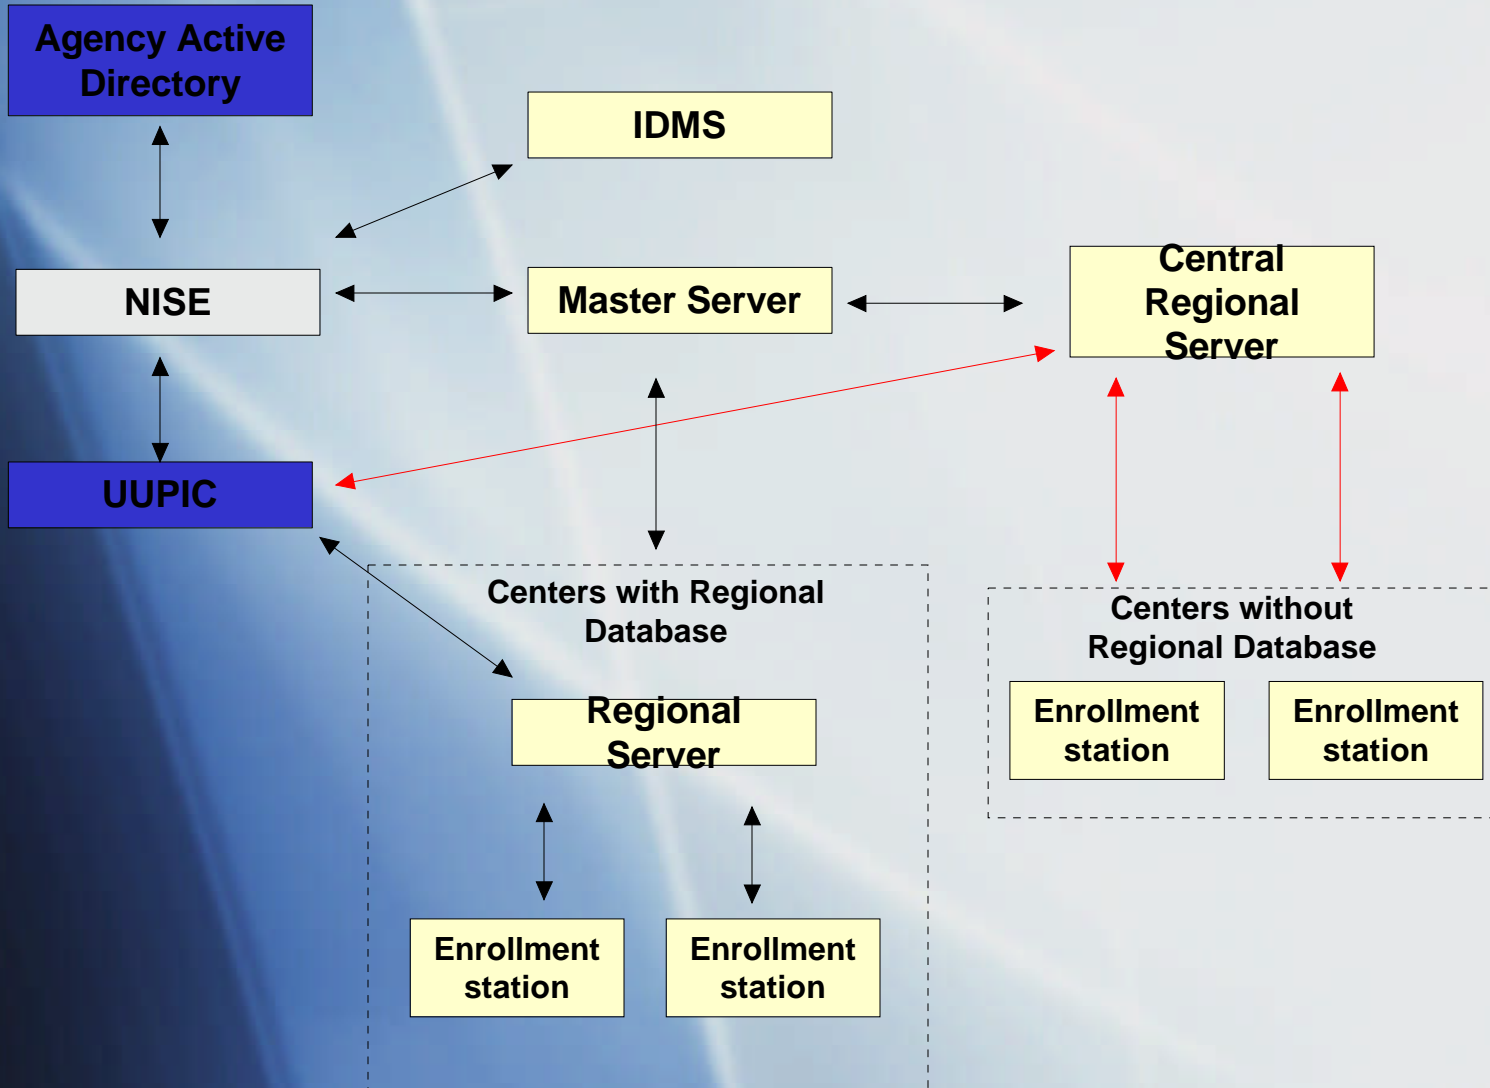 Agency Active
Directory
IDMS
NISE
Master Server
Central
Regional
Server
UUPIC
Centers with Regional
Database
Centers without
Regional Database
Regional
Server
Enrollment
station
Enrollment
station
Enrollment
station
Enrollment
station